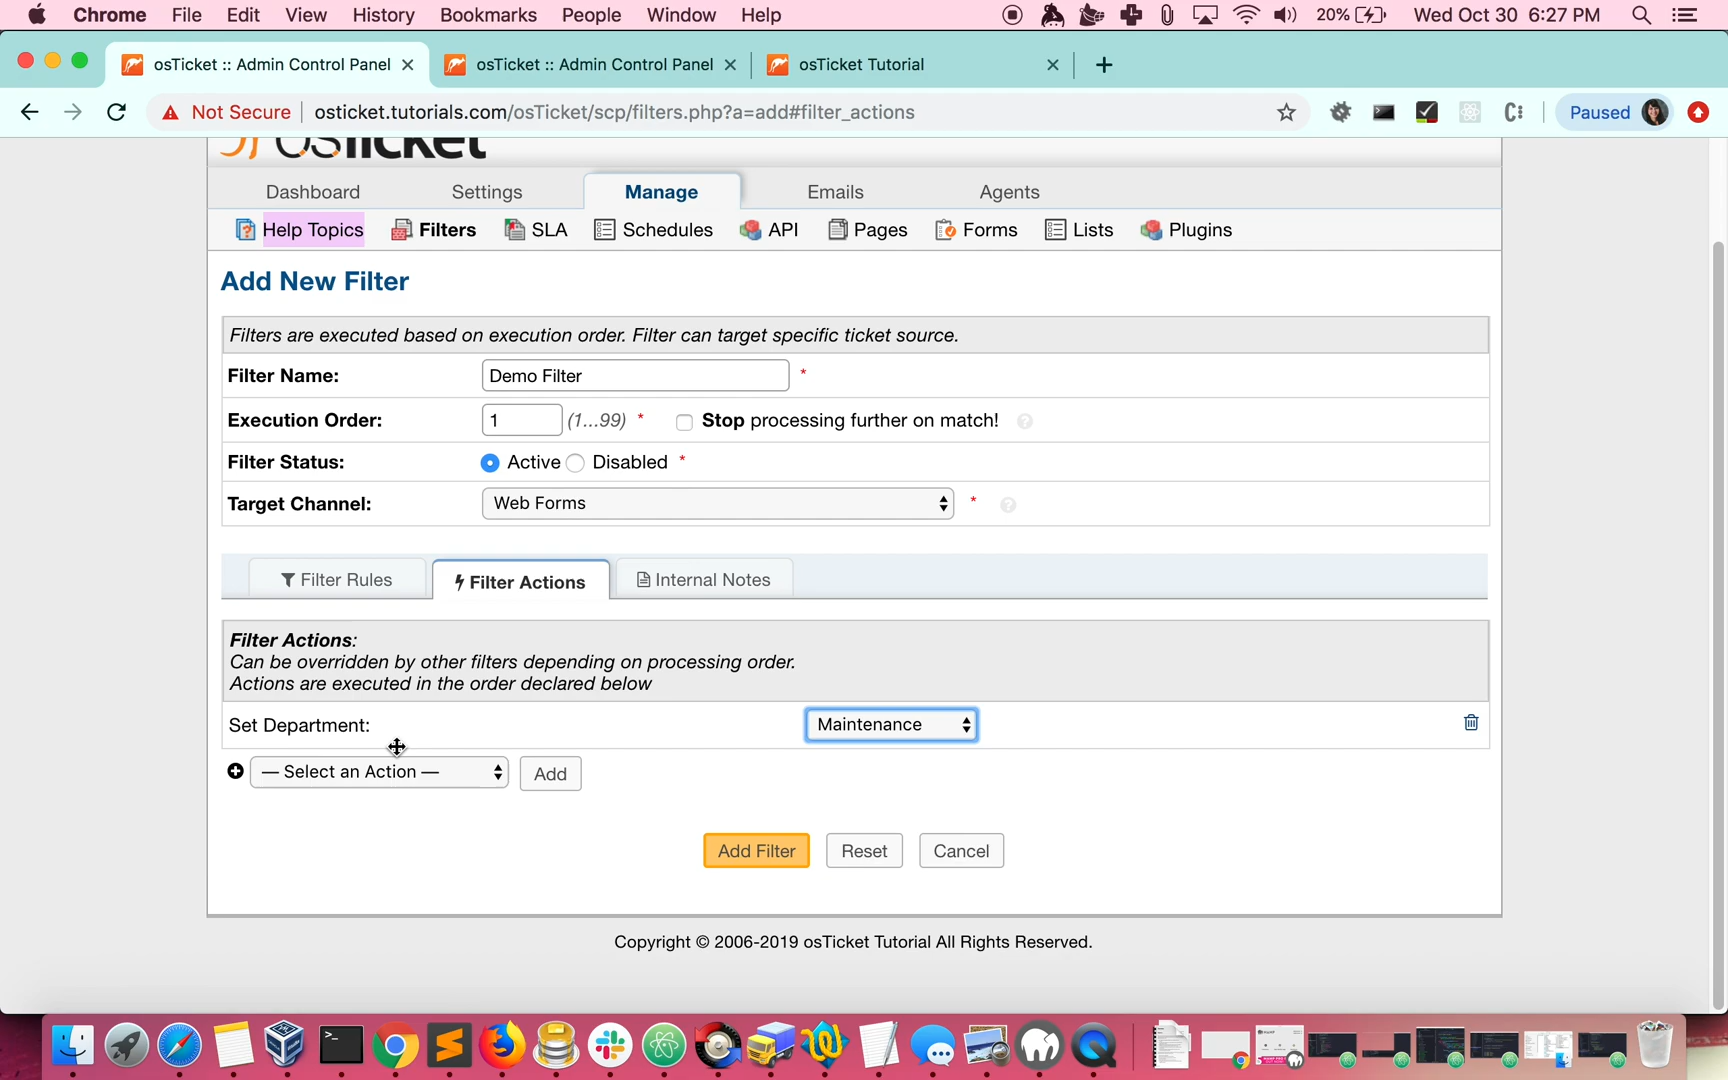 Chrome File Edit View History Bookmarks People Window Help 20% Wed Oct 30 6:27 PM
osTicket :: Admin Control Panel osTicket :: Admin Control Panel osTicket Tutorial
Not Secure osticket.tutorials.com/osTicket/scp/filters.php?a=add#filter_actions Paused
osTicket
Dashboard Settings Manage Emails Agents
Help Topics Filters SLA Schedules API Pages Forms Lists Plugins
Add New Filter
Filters are executed based on execution order. Filter can target specific ticket source.
Filter Name: Demo Filter *
Execution Order: 1 (1...99) * Stop processing further on match! ?
Filter Status: Active Disabled *
Target Channel: Web Forms * ?
Filter Rules Filter Actions Internal Notes
Filter Actions:
Can be overridden by other filters depending on processing order.
Actions are executed in the order declared below
Set Department: Maintenance
— Select an Action — Add
Add Filter Reset Cancel
Copyright © 2006-2019 osTicket Tutorial All Rights Reserved.